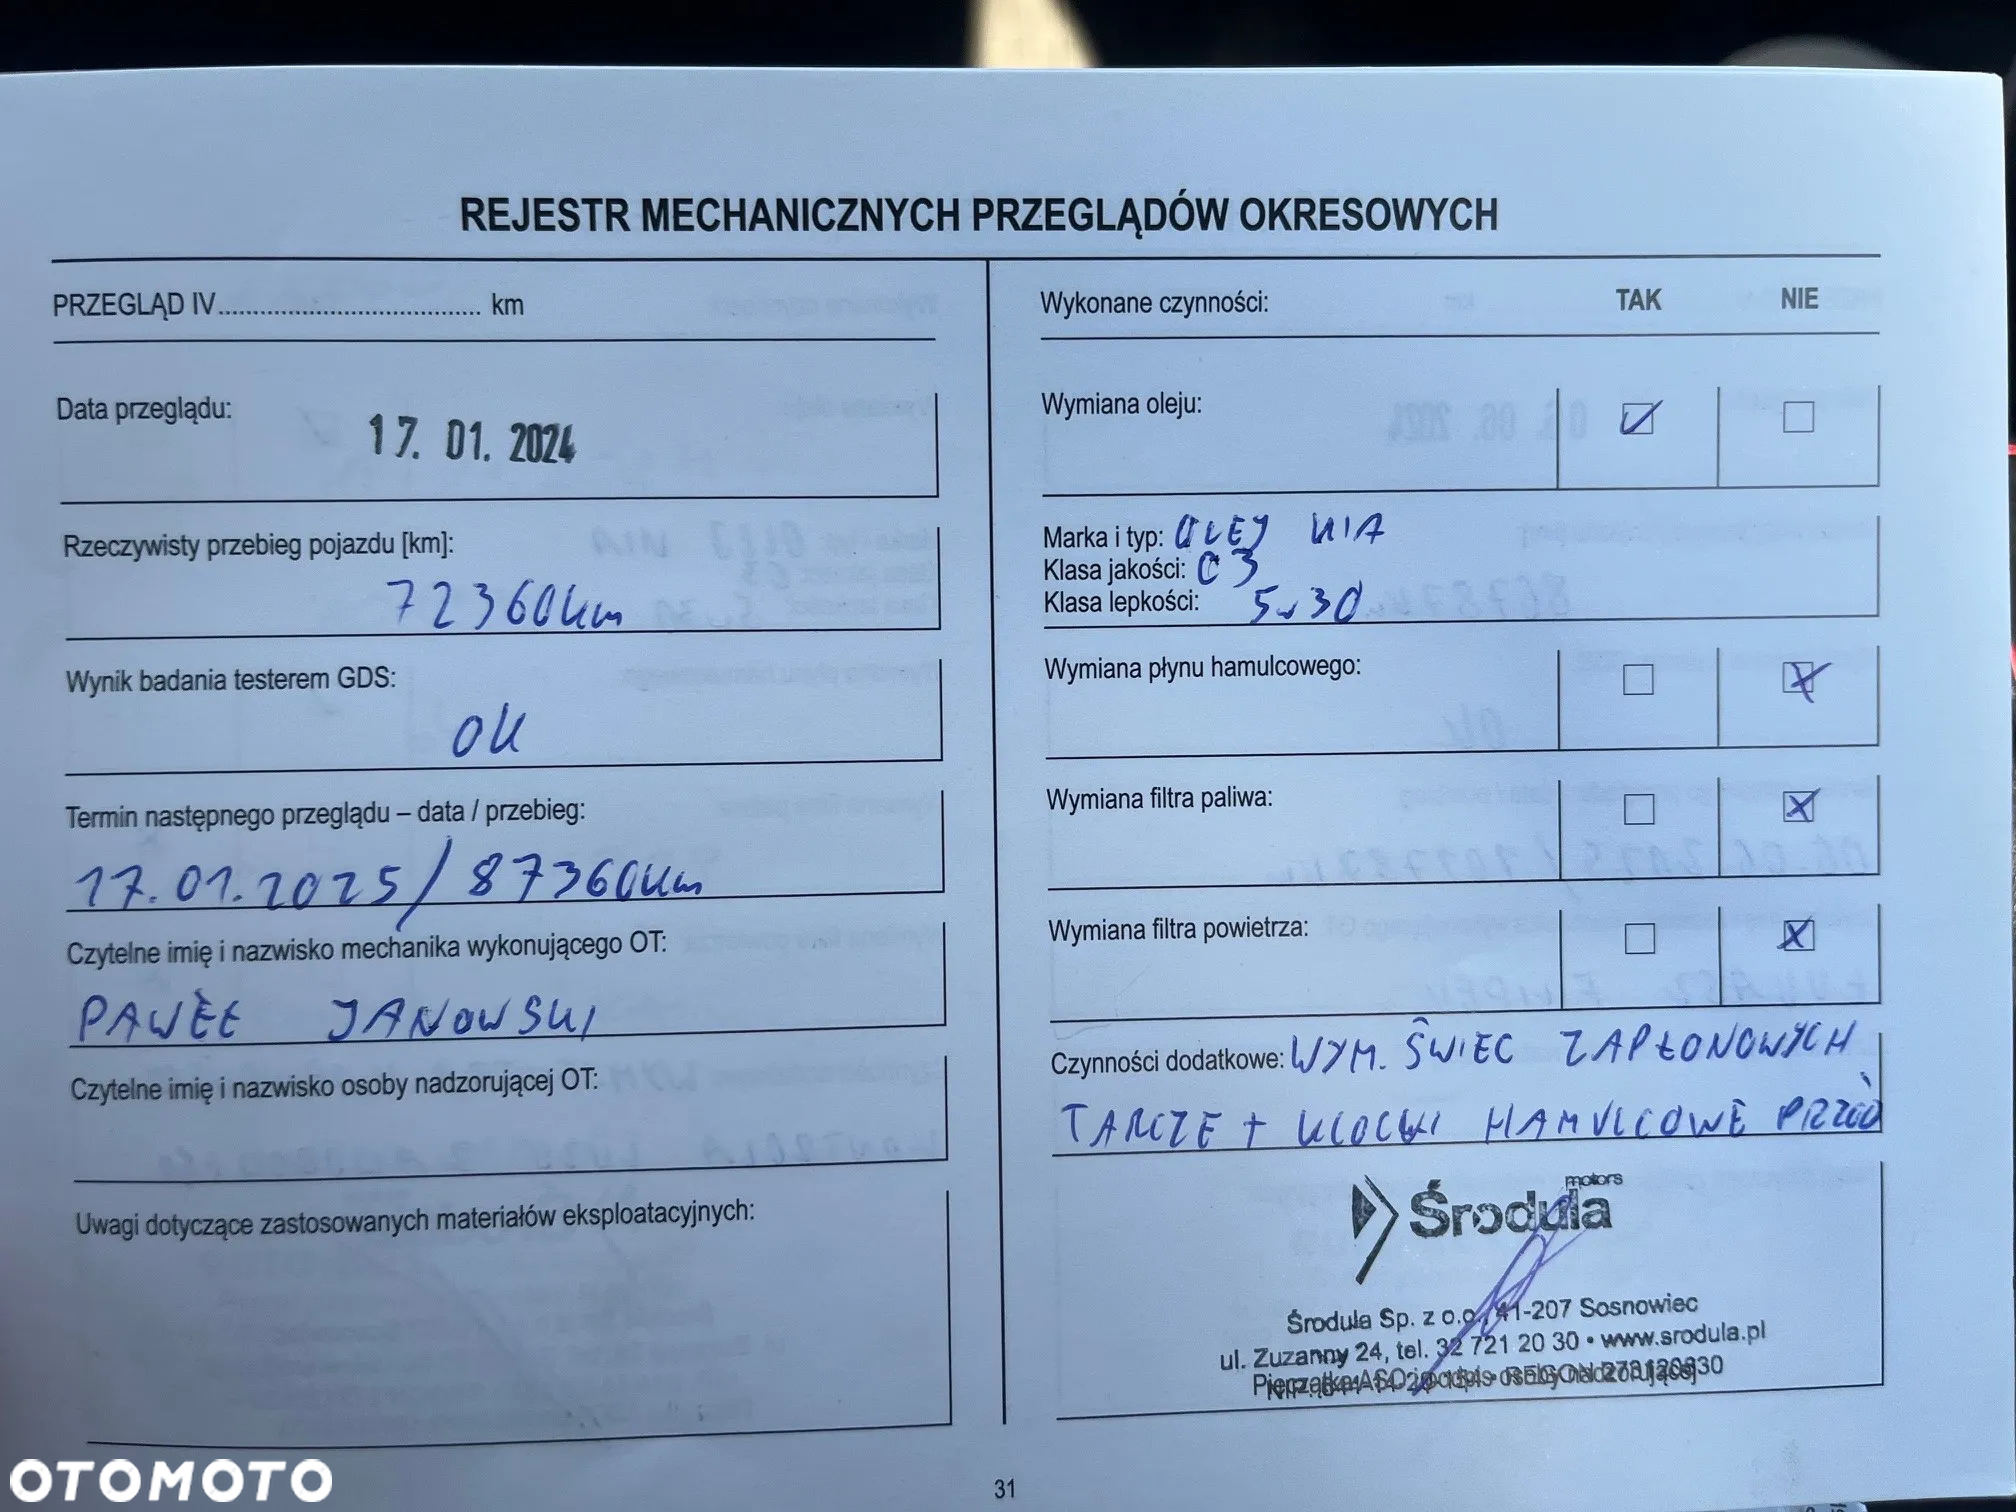 REJESTR MECHANICZNYCH PRZEGLĄDÓW OKRESOWYCH
PRZEGLĄD IV...................................... km
Data przeglądu:
17. 01. 2024
Rzeczywisty przebieg pojazdu [km]:
72360km
Wynik badania testerem GDS:
OK
Termin następnego przeglądu – data / przebieg:
17.01.2025/87360km
Czytelne imię i nazwisko mechanika wykonującego OT:
PAWEŁ JANOWSKI
Czytelne imię i nazwisko osoby nadzorującej OT:
Uwagi dotyczące zastosowanych materiałów eksploatacyjnych:
Wykonane czynności: TAK NIE
Wymiana oleju:
Marka i typ: OLEJ KIA
Klasa jakości: C3
Klasa lepkości: 5w30
Wymiana płynu hamulcowego:
Wymiana filtra paliwa:
Wymiana filtra powietrza:
Czynności dodatkowe: WYM. ŚWIEC ZAPŁONOWYCH
TARCZE + KLOCKI HAMULCOWE PRZÓD
motors
Środula
Środula Sp. z o.o., 41-207 Sosnowiec
ul. Zuzanny 24, tel. 32 721 20 30 • www.srodula.pl
Pieczątka ASO i podpis osoby nadzorującej
31
OTOMOTO